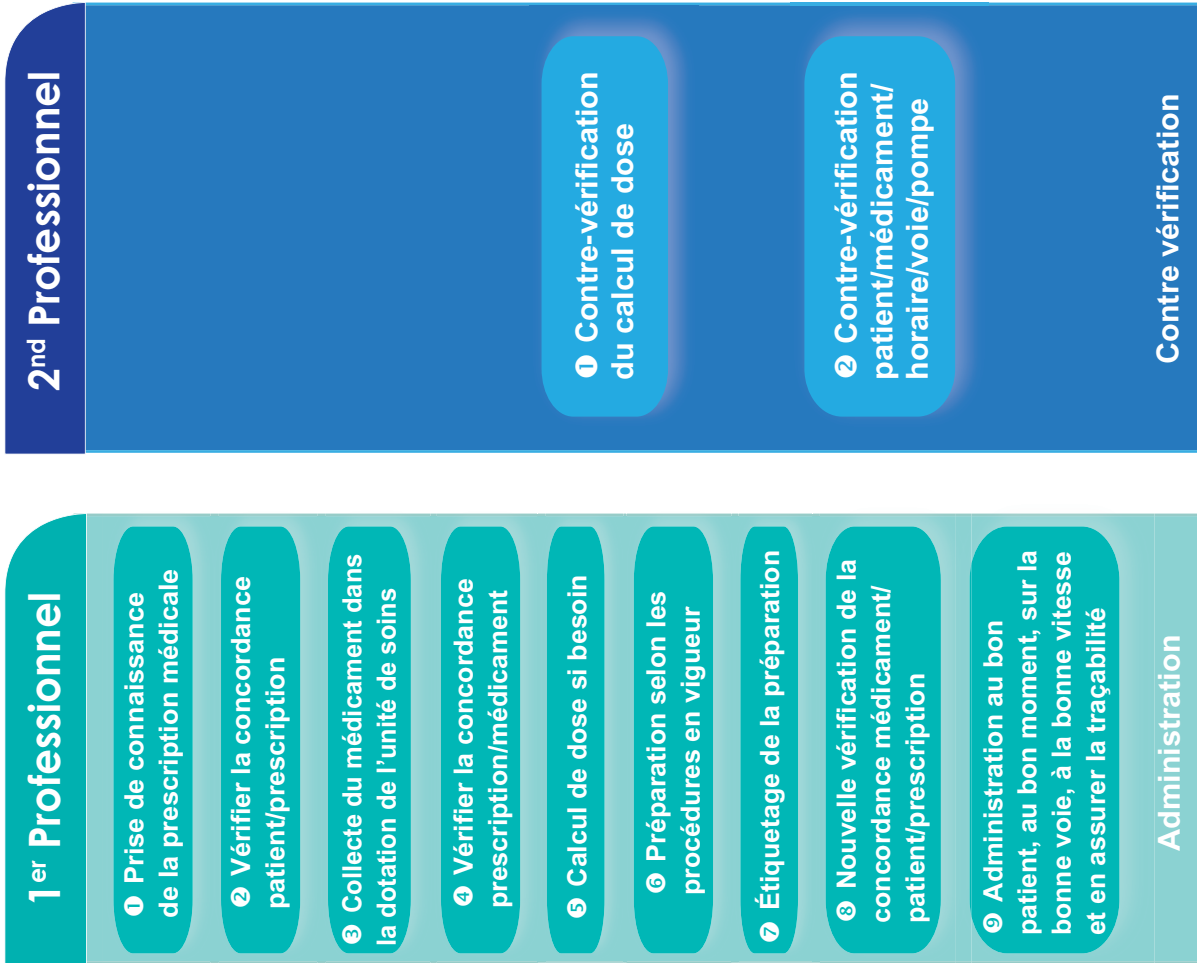 1er Professionnel
❶ Prise de connaissance
de la prescription médicale
❷ Vérifier la concordance
patient/prescription
❸ Collecte du médicament dans
la dotation de l'unité de soins
❹ Vérifier la concordance
prescription/médicament
❺ Calcul de dose si besoin
❻ Préparation selon les
procédures en vigueur
❼ Étiquetage de la préparation
❽ Nouvelle vérification de la
concordance médicament/
patient/prescription
❾ Administration au bon
patient, au bon moment, sur la
bonne voie, à la bonne vitesse
et en assurer la traçabilité
Administration
2nd Professionnel
❶ Contre-vérification
du calcul de dose
❷ Contre-vérification
patient/médicament/
horaire/voie/pompe
Contre vérification